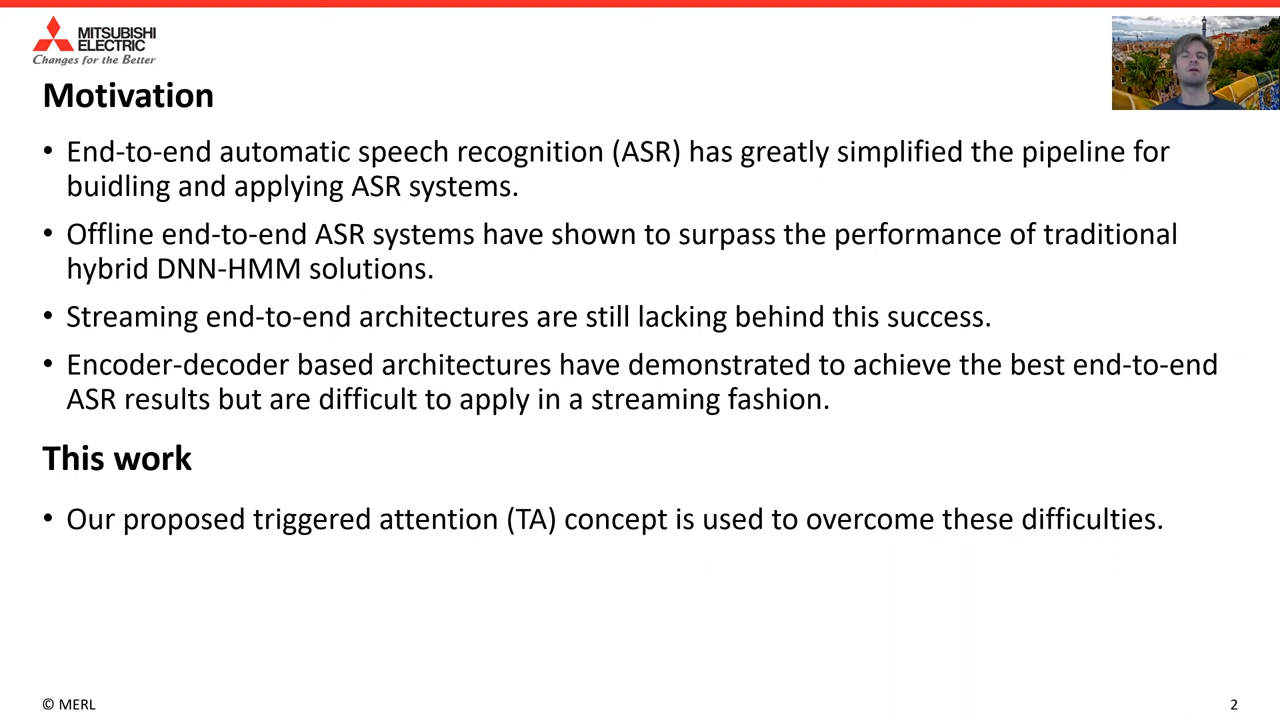 MITSUBISHI
ELECTRIC
Changes for the Better
Motivation
• End-to-end automatic speech recognition (ASR) has greatly simplified the pipeline for
buidling and applying ASR systems.
• Offline end-to-end ASR systems have shown to surpass the performance of traditional
hybrid DNN-HMM solutions.
• Streaming end-to-end architectures are still lacking behind this success.
• Encoder-decoder based architectures have demonstrated to achieve the best end-to-end
ASR results but are difficult to apply in a streaming fashion.
This work
• Our proposed triggered attention (TA) concept is used to overcome these difficulties.
© MERL
2